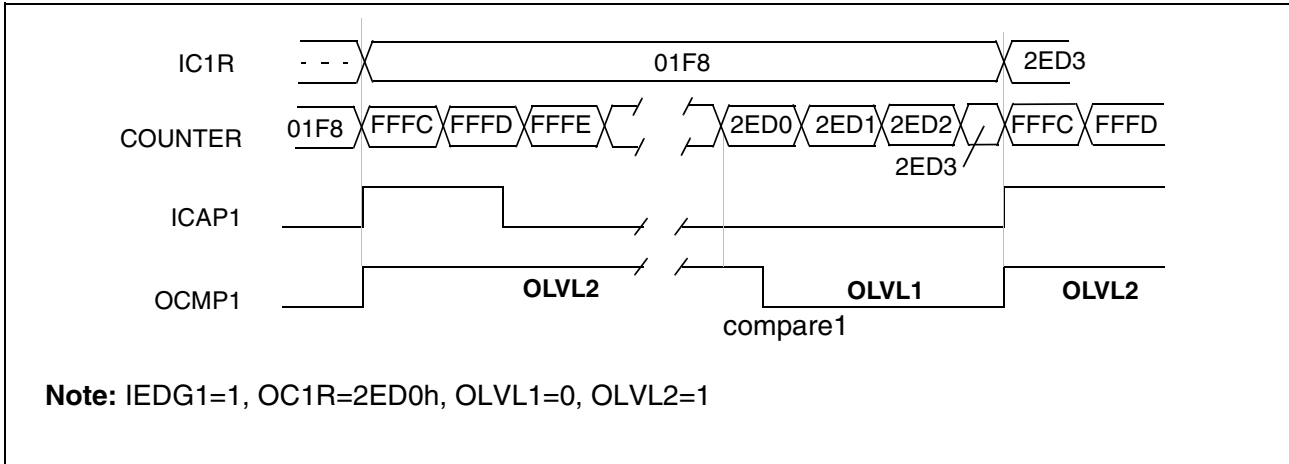 IC1R - - - 01F8 2ED3
COUNTER 01F8 FFFC FFFD FFFE 2ED0 2ED1 2ED2 FFFC FFFD
2ED3
ICAP1
OCMP1 OLVL2 OLVL1 OLVL2
compare1
Note: IEDG1=1, OC1R=2ED0h, OLVL1=0, OLVL2=1